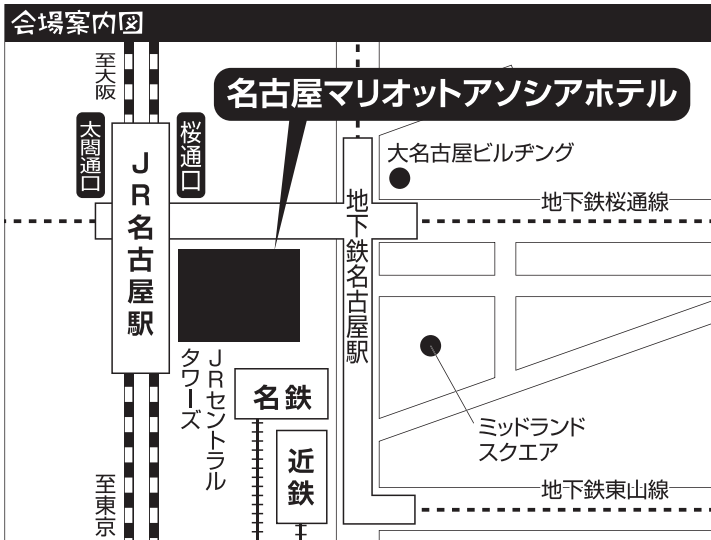 会場案内図
至大阪
名古屋マリオットアソシアホテル
太閤通口
桜通口
JR名古屋駅
大名古屋ビルヂング
地下鉄桜通線
地下鉄名古屋駅
JRセントラル
タワーズ
名鉄
近鉄
ミッドランド
スクエア
地下鉄東山線
至東京